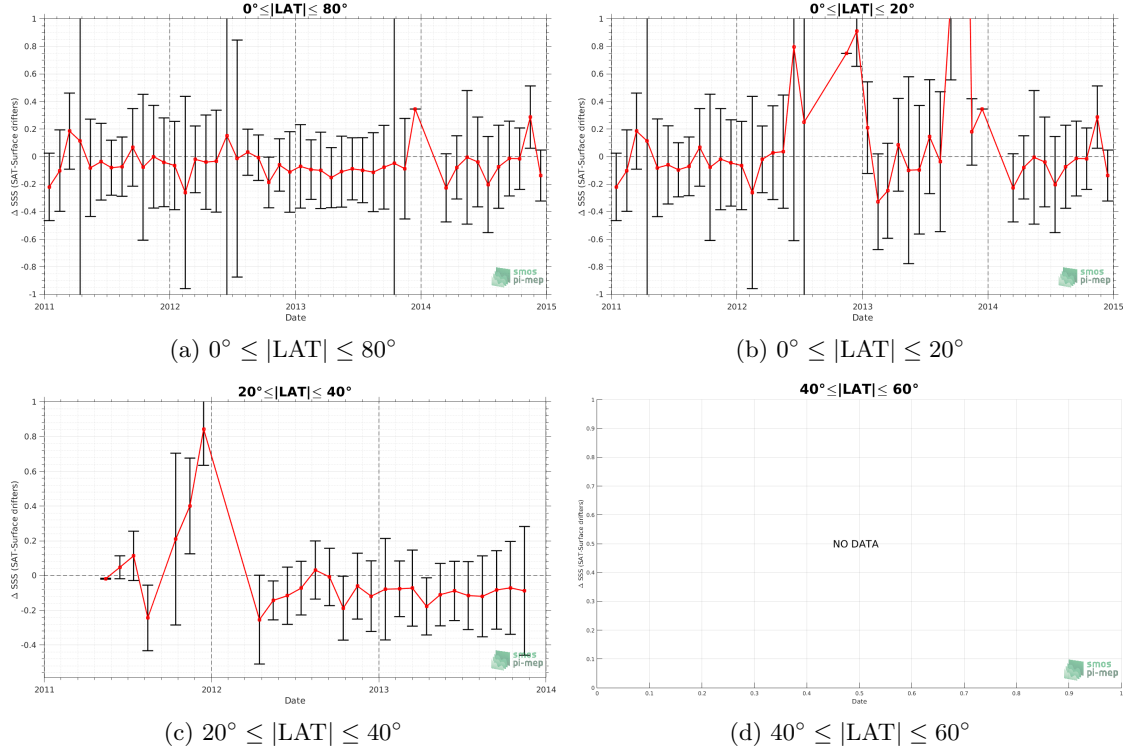 0°≤|LAT|≤ 80°
1
0.8
0.6
0.4
0.2
0
-0.2
-0.4
-0.6
-0.8
-1
Δ SSS (SAT-Surface drifters)
2011
2012
2013
2014
2015
Date
smos
pi-mep
(a) 0° ≤ |LAT| ≤ 80°
0°≤|LAT|≤ 20°
1
0.8
0.6
0.4
0.2
0
-0.2
-0.4
-0.6
-0.8
-1
Δ SSS (SAT-Surface drifters)
2011
2012
2013
2014
2015
Date
smos
pi-mep
(b) 0° ≤ |LAT| ≤ 20°
20°≤|LAT|≤ 40°
1
0.8
0.6
0.4
0.2
0
-0.2
-0.4
Δ SSS (SAT-Surface drifters)
2011
2012
2013
2014
Date
smos
pi-mep
(c) 20° ≤ |LAT| ≤ 40°
40°≤|LAT|≤ 60°
1
0.9
0.8
0.7
0.6
0.5
0.4
0.3
0.2
0.1
0
Δ SSS (SAT-Surface drifters)
NO DATA
0
0.1
0.2
0.3
0.4
0.5
0.6
0.7
0.8
0.9
1
Date
smos
pi-mep
(d) 40° ≤ |LAT| ≤ 60°